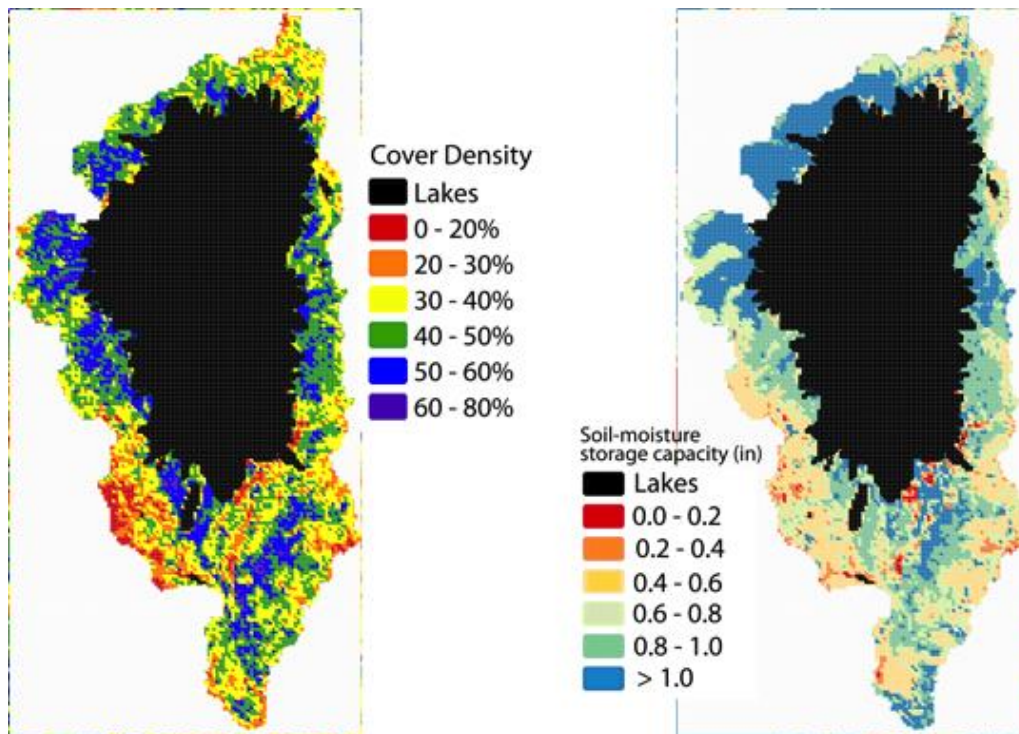 Cover Density
Lakes
0 - 20%
20 - 30%
30 - 40%
40 - 50%
50 - 60%
60 - 80%
Soil-moisture
storage capacity (in)
Lakes
0.0 - 0.2
0.2 - 0.4
0.4 - 0.6
0.6 - 0.8
0.8 - 1.0
> 1.0